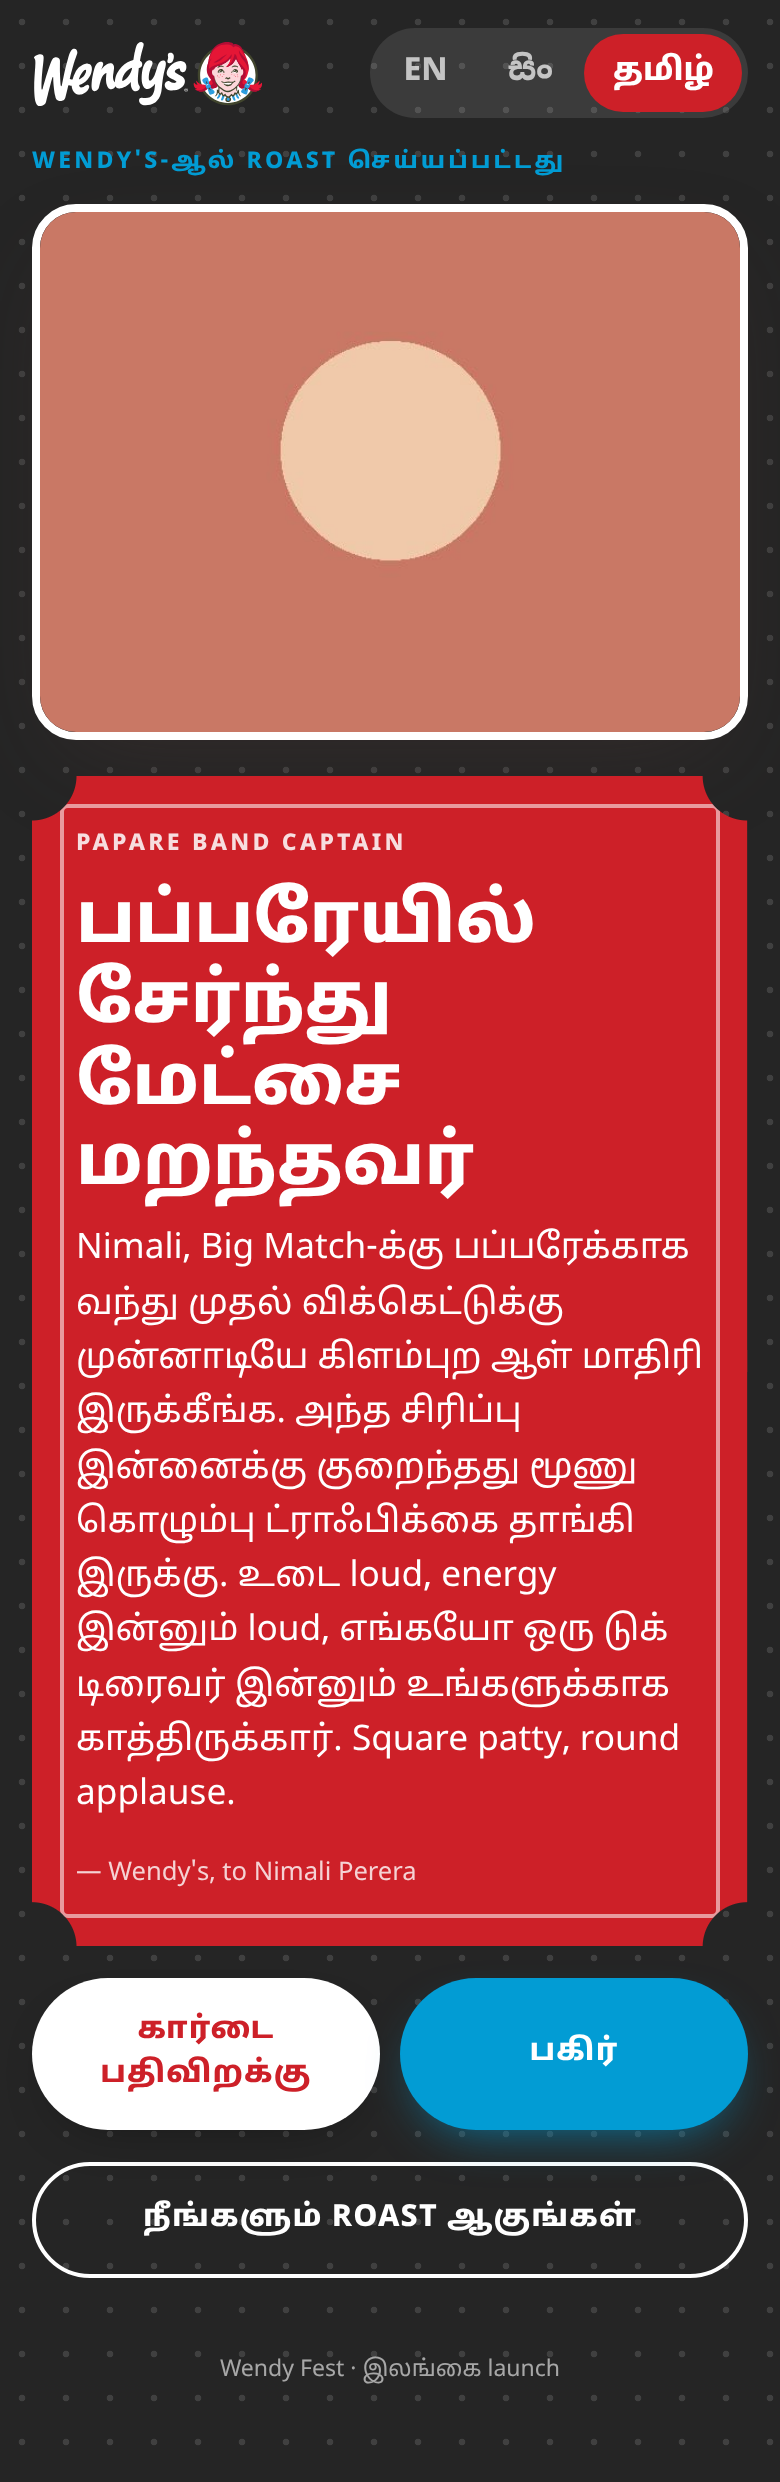 Wendy's
EN සිං தமிழ்
WENDY'S-ஆல் ROAST செய்யப்பட்டது
PAPARE BAND CAPTAIN
பப்பரேயில்
சேர்ந்து
மேட்சை
மறந்தவர்
Nimali, Big Match-க்கு பப்பரேக்காக
வந்து முதல் விக்கெட்டுக்கு
முன்னாடியே கிளம்புற ஆள் மாதிரி
இருக்கீங்க. அந்த சிரிப்பு
இன்னைக்கு குறைந்தது மூணு
கொழும்பு ட்ராஃபிக்கை தாங்கி
இருக்கு. உடை loud, energy
இன்னும் loud, எங்கயோ ஒரு டுக்
டிரைவர் இன்னும் உங்களுக்காக
காத்திருக்கார். Square patty, round
applause.
— Wendy's, to Nimali Perera
கார்டை
பதிவிறக்கு
பகிர்
நீங்களும் ROAST ஆகுங்கள்
Wendy Fest · இலங்கை launch